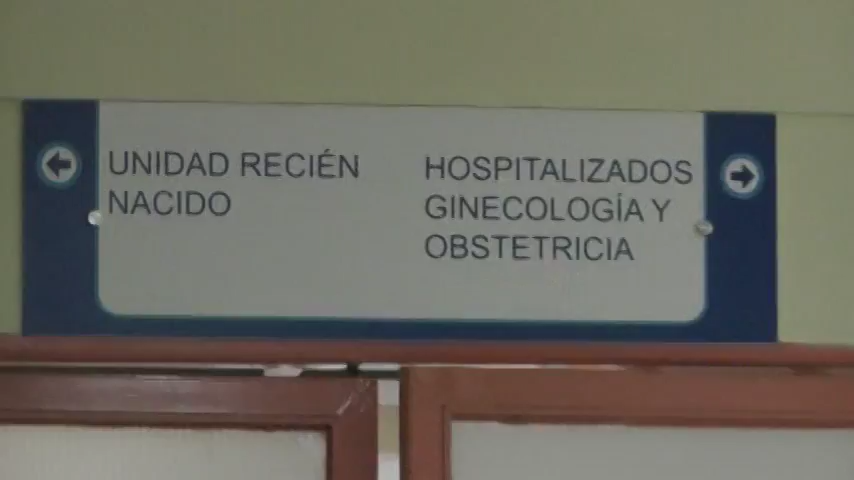 UNIDAD RECIÉN
NACIDO
HOSPITALIZADOS
GINECOLOGÍA Y
OBSTETRICIA